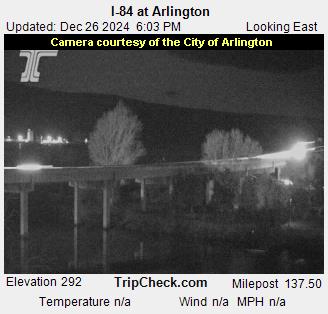 I-84 at Arlington
Updated: Dec 26 2024 6:03 PM Looking East
Camera courtesy of the City of Arlington
Elevation 292 TripCheck.com Milepost 137.50
Temperature n/a Wind n/a MPH n/a